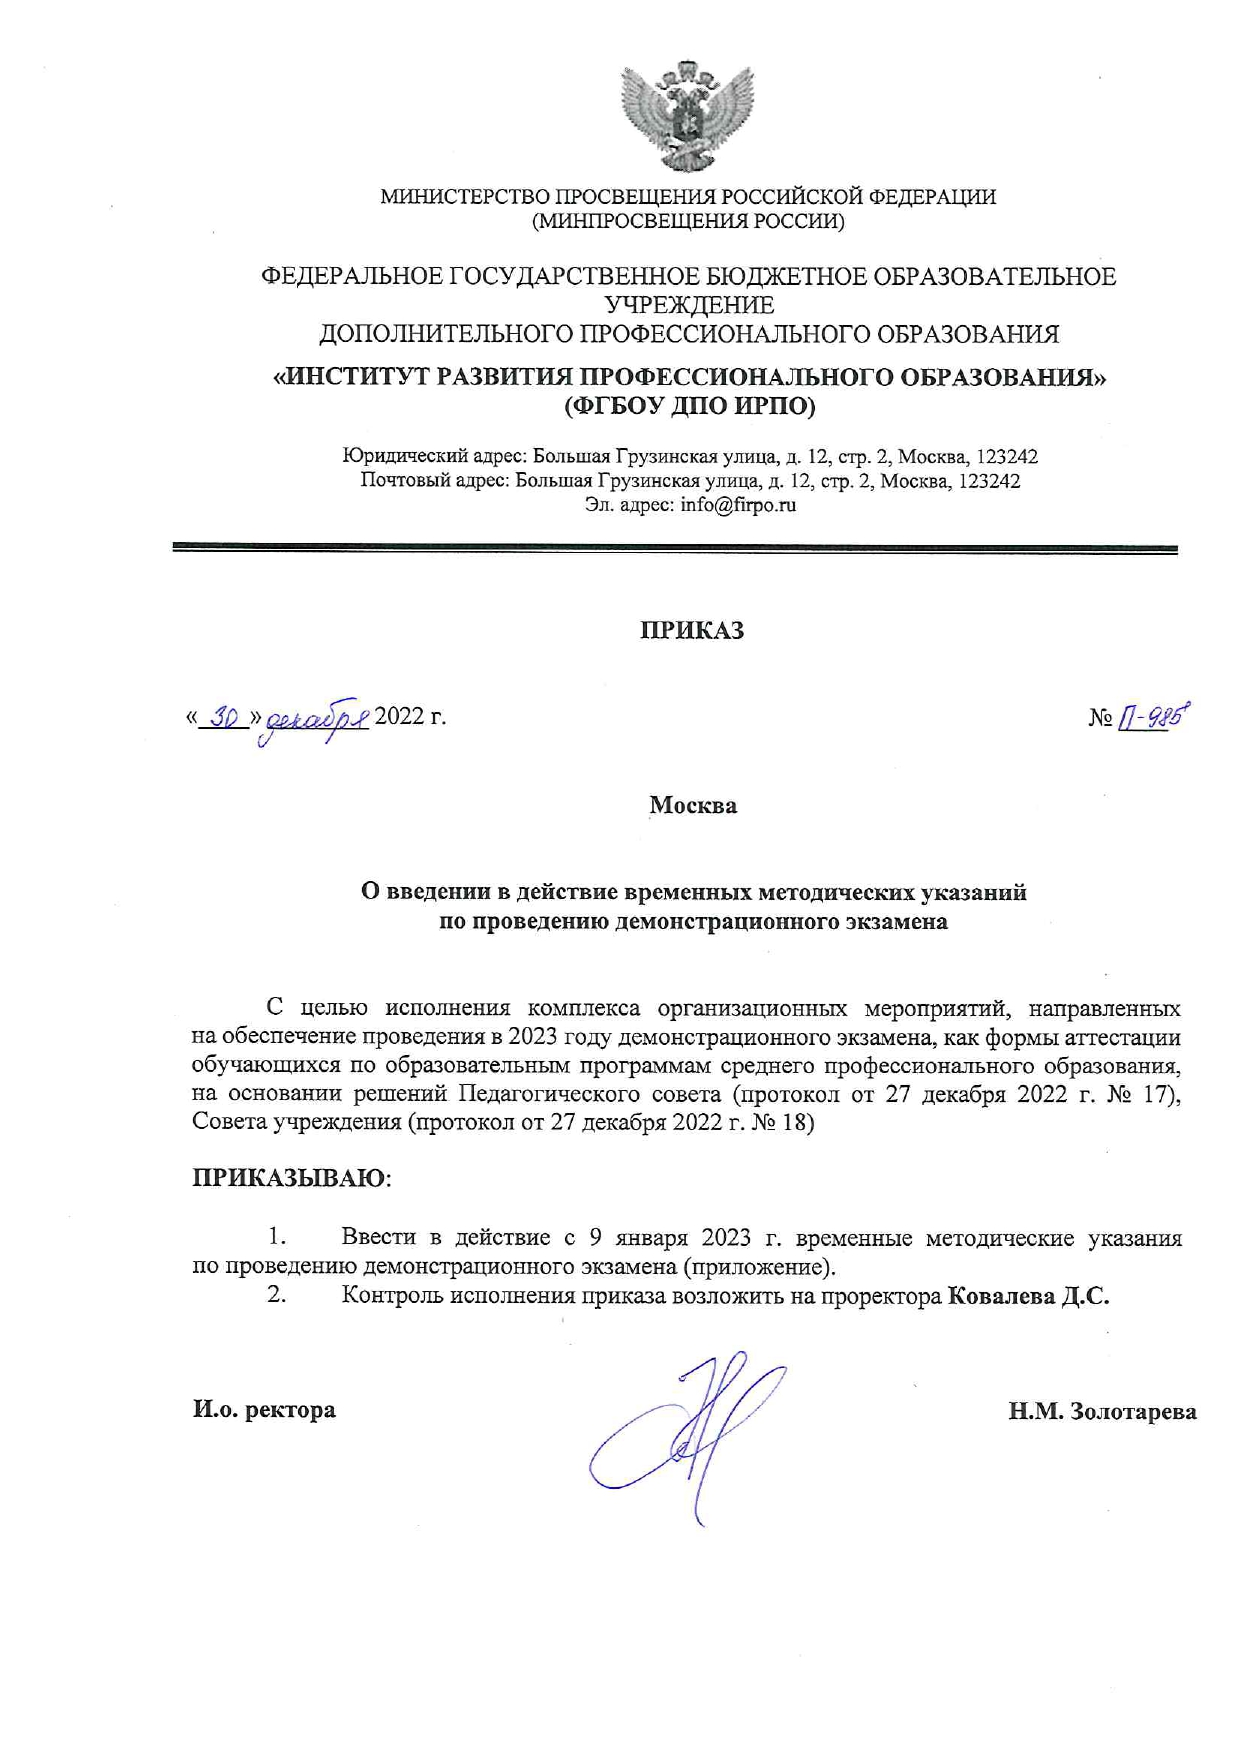 МИНИСТЕРСТВО ПРОСВЕЩЕНИЯ РОССИЙСКОЙ ФЕДЕРАЦИИ
(МИНПРОСВЕЩЕНИЯ РОССИИ)
ФЕДЕРАЛЬНОЕ ГОСУДАРСТВЕННОЕ БЮДЖЕТНОЕ ОБРАЗОВАТЕЛЬНОЕ
УЧРЕЖДЕНИЕ
ДОПОЛНИТЕЛЬНОГО ПРОФЕССИОНАЛЬНОГО ОБРАЗОВАНИЯ
«ИНСТИТУТ РАЗВИТИЯ ПРОФЕССИОНАЛЬНОГО ОБРАЗОВАНИЯ»
(ФГБОУ ДПО ИРПО)
Юридический адрес: Большая Грузинская улица, д. 12, стр. 2, Москва, 123242
Почтовый адрес: Большая Грузинская улица, д. 12, стр. 2, Москва, 123242
Эл. адрес: info@firpo.ru
ПРИКАЗ
«30» декабря 2022 г. № П-985
Москва
О введении в действие временных методических указаний
по проведению демонстрационного экзамена
С целью исполнения комплекса организационных мероприятий, направленных
на обеспечение проведения в 2023 году демонстрационного экзамена, как формы аттестации
обучающихся по образовательным программам среднего профессионального образования,
на основании решений Педагогического совета (протокол от 27 декабря 2022 г. № 17),
Совета учреждения (протокол от 27 декабря 2022 г. № 18)
ПРИКАЗЫВАЮ:
1. Ввести в действие с 9 января 2023 г. временные методические указания
по проведению демонстрационного экзамена (приложение).
2. Контроль исполнения приказа возложить на проректора Ковалева Д.С.
И.о. ректора Н.М. Золотарева